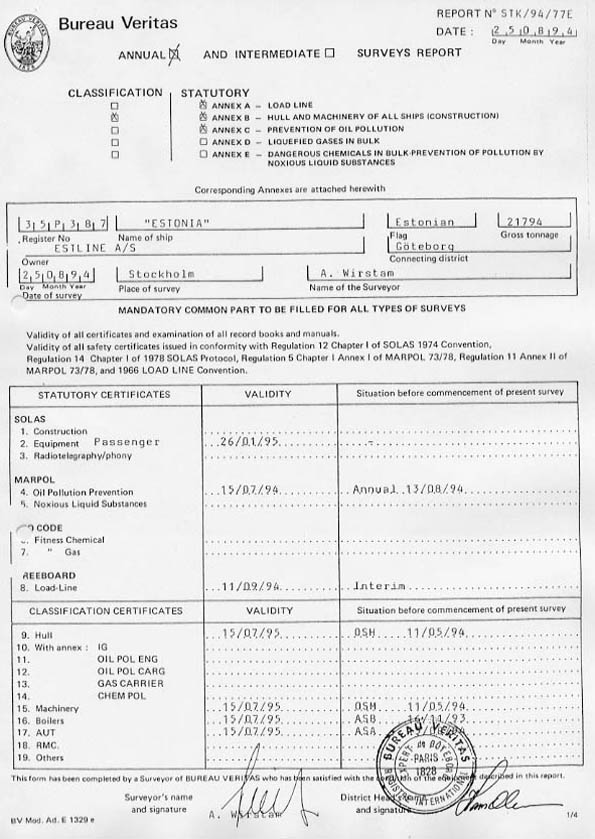 BUREAU VERITAS
1828
Bureau Veritas
REPORT N° STK/94/77E
DATE : 2 5 0 8 9 4
Day Month Year
ANNUAL ☒ AND INTERMEDIATE ☐ SURVEYS REPORT
CLASSIFICATION STATUTORY
☐ ☒ ANNEX A – LOAD LINE
☒ ☒ ANNEX B – HULL AND MACHINERY OF ALL SHIPS (CONSTRUCTION)
☐ ☒ ANNEX C – PREVENTION OF OIL POLLUTION
☐ ☐ ANNEX D – LIQUEFIED GASES IN BULK
☐ ☐ ANNEX E – DANGEROUS CHEMICALS IN BULK-PREVENTION OF POLLUTION BY
NOXIOUS LIQUID SUBSTANCES
Corresponding Annexes are attached herewith
3 5 P 3 8 7 "ESTONIA" Estonian 21794
Register No Name of ship Flag Gross tonnage
ESTLINE A/S Göteborg
Owner Connecting district
2 5 0 8 9 4 Stockholm A. Wirstam
Day Month Year
Date of survey Place of survey Name of the Surveyor
MANDATORY COMMON PART TO BE FILLED FOR ALL TYPES OF SURVEYS
Validity of all certificates and examination of all record books and manuals.
Validity of all safety certificates issued in conformity with Regulation 12 Chapter I of SOLAS 1974 Convention,
Regulation 14 Chapter I of 1978 SOLAS Protocol, Regulation 5 Chapter I Annex I of MARPOL 73/78, Regulation 11 Annex II of
MARPOL 73/78, and 1966 LOAD LINE Convention.
STATUTORY CERTIFICATES VALIDITY Situation before commencement of present survey
SOLAS
1. Construction
2. Equipment Passenger 26/01/95 -
3. Radiotelegraphy/phony
MARPOL
4. Oil Pollution Prevention 15/07/94 Annual 13/08/94
5. Noxious Liquid Substances
CODE
Fitness Chemical
7. " Gas
REEBOARD
8. Load-Line 11/09/94 Interim
CLASSIFICATION CERTIFICATES VALIDITY Situation before commencement of present survey
9. Hull 15/07/95 OSH 11/05/94
10. With annex : IG
11. OIL POL ENG
12. OIL POL CARG
13. GAS CARRIER
14. CHEM POL
15. Machinery 15/07/95 OSH 11/05/94
16. Boilers 15/07/95 ASB 16/11/93
17. AUT 15/07/95 ASA
18. RMC.
19. Others
BUREAU VERITAS
PARIS
1828
REGISTRE INTERNATIONAL
This form has been completed by a Surveyor of BUREAU VERITAS who has been satisfied with the of the equipment described in this report.
Surveyor's name District Head's name
and signature A. Wirstam and signature
BV Mod. Ad. E 1329 e 1/4